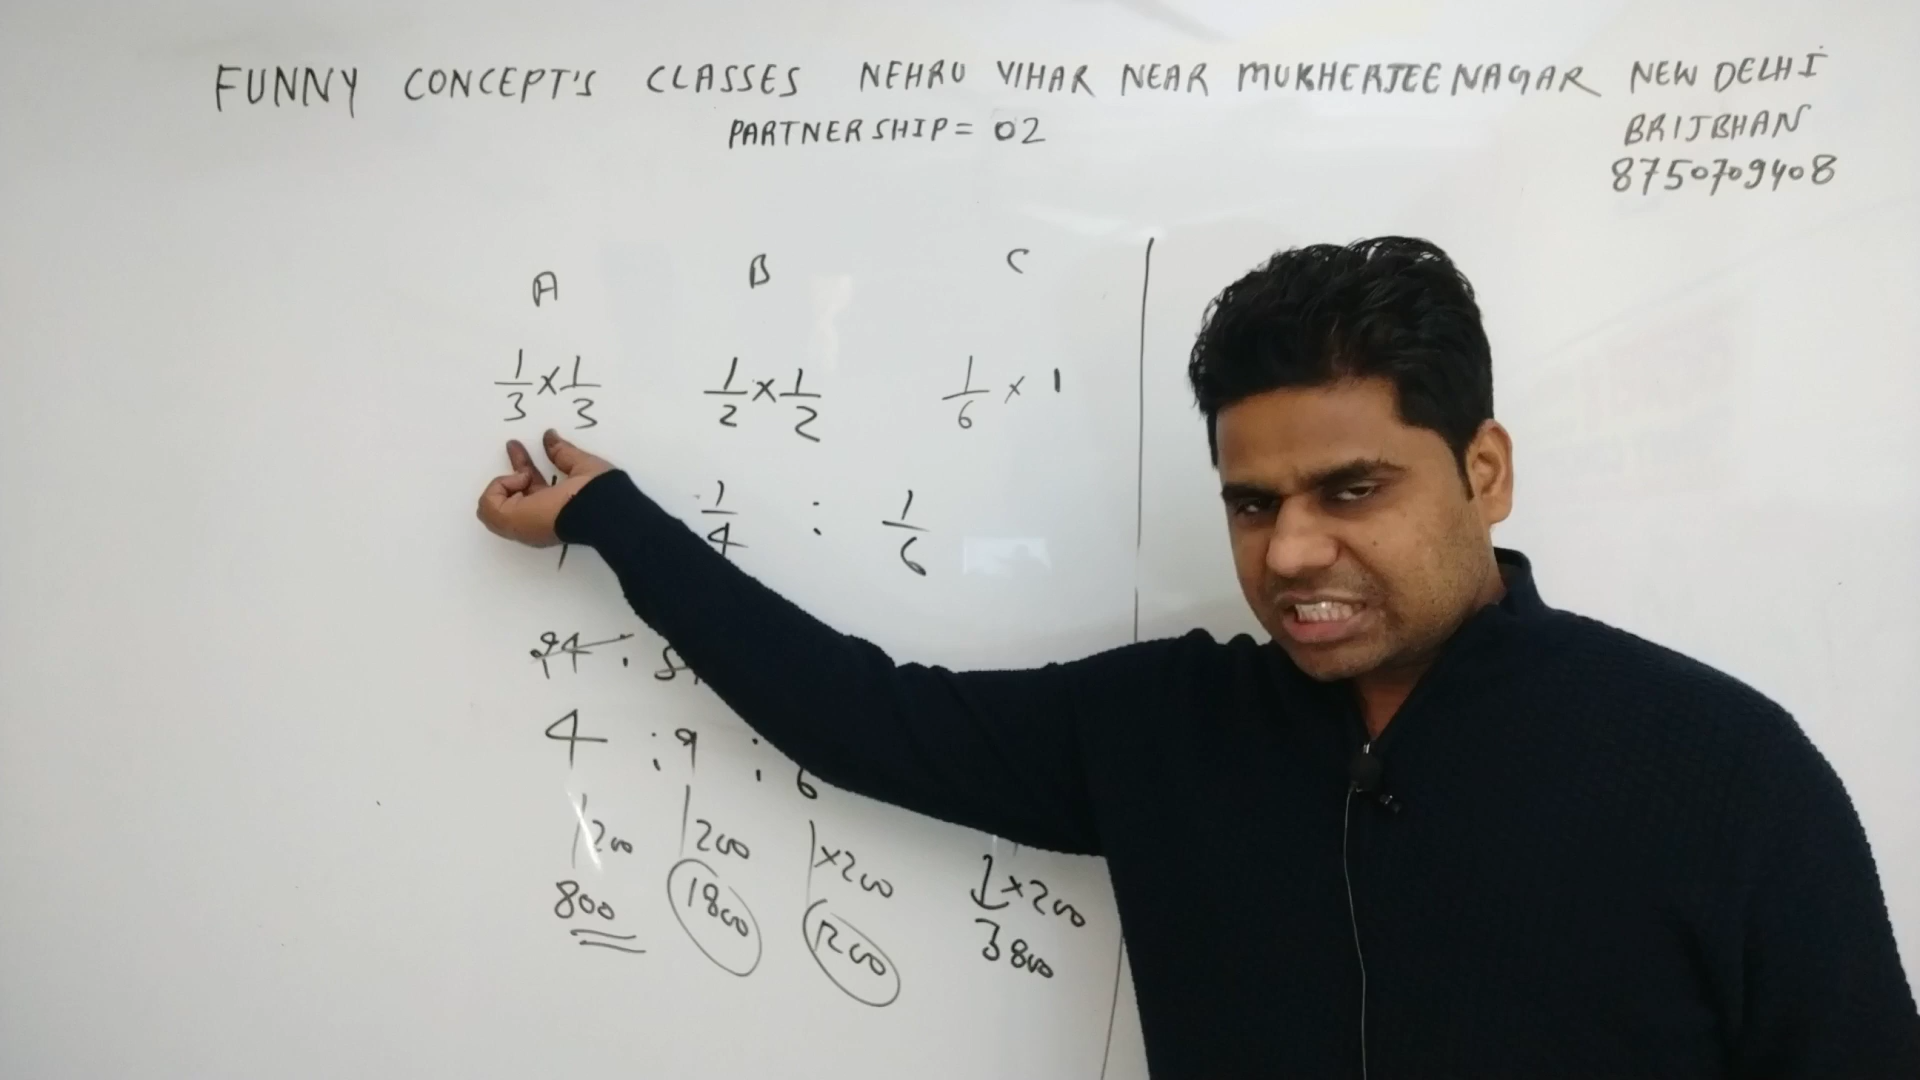 FUNNY CONCEPT'S CLASSES NEHRU VIHAR NEAR MUKHERJEE NAGAR NEW DELHI
PARTNERSHIP = 02
BRIJBHAN
8750709408
A B C
1/3 × 1/3 1/2 × 1/2 1/6 × 1
1/4 : 1/6
4 : 9 : 6
200 200 ×200 1×200
800 1800 1200 3800